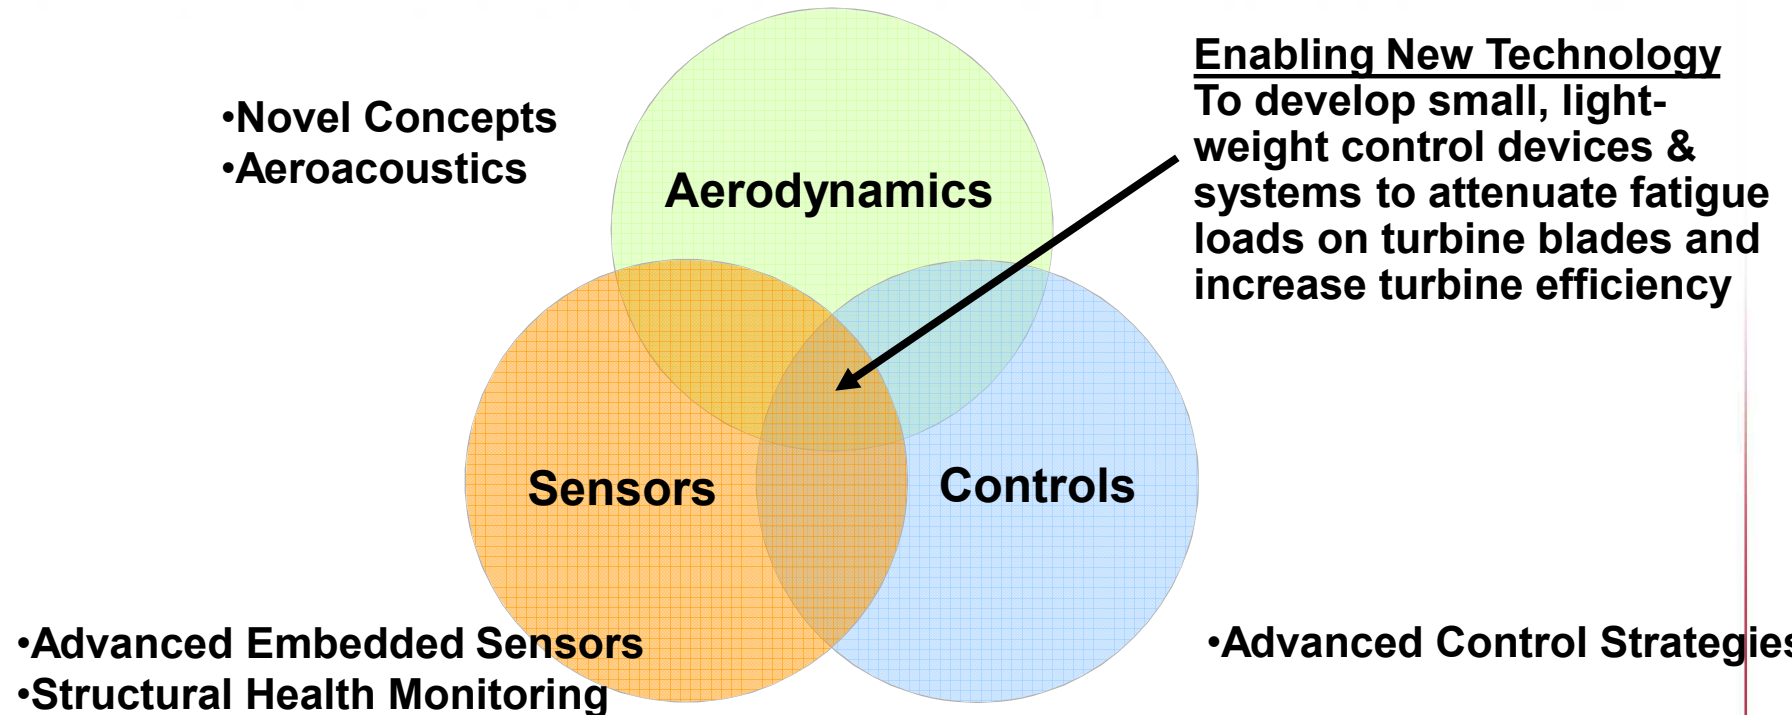 •Novel Concepts
•Aeroacoustics
Aerodynamics
Enabling New Technology
To develop small, light-
weight control devices &
systems to attenuate fatigue
loads on turbine blades and
increase turbine efficiency
Sensors
Controls
•Advanced Embedded Sensors
•Structural Health Monitoring
•Advanced Control Strategies